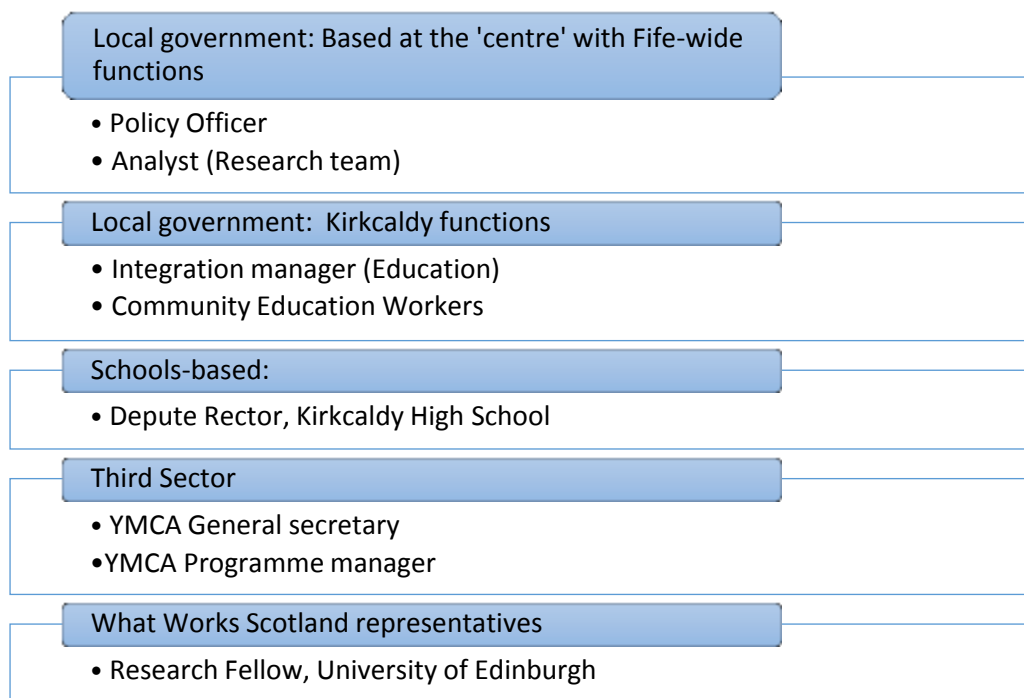 Local government: Based at the 'centre' with Fife-wide
functions
• Policy Officer
• Analyst (Research team)
Local government:  Kirkcaldy functions
• Integration manager (Education)
• Community Education Workers
Schools-based:
• Depute Rector, Kirkcaldy High School
Third Sector
• YMCA General secretary
•YMCA Programme manager
What Works Scotland representatives
• Research Fellow, University of Edinburgh